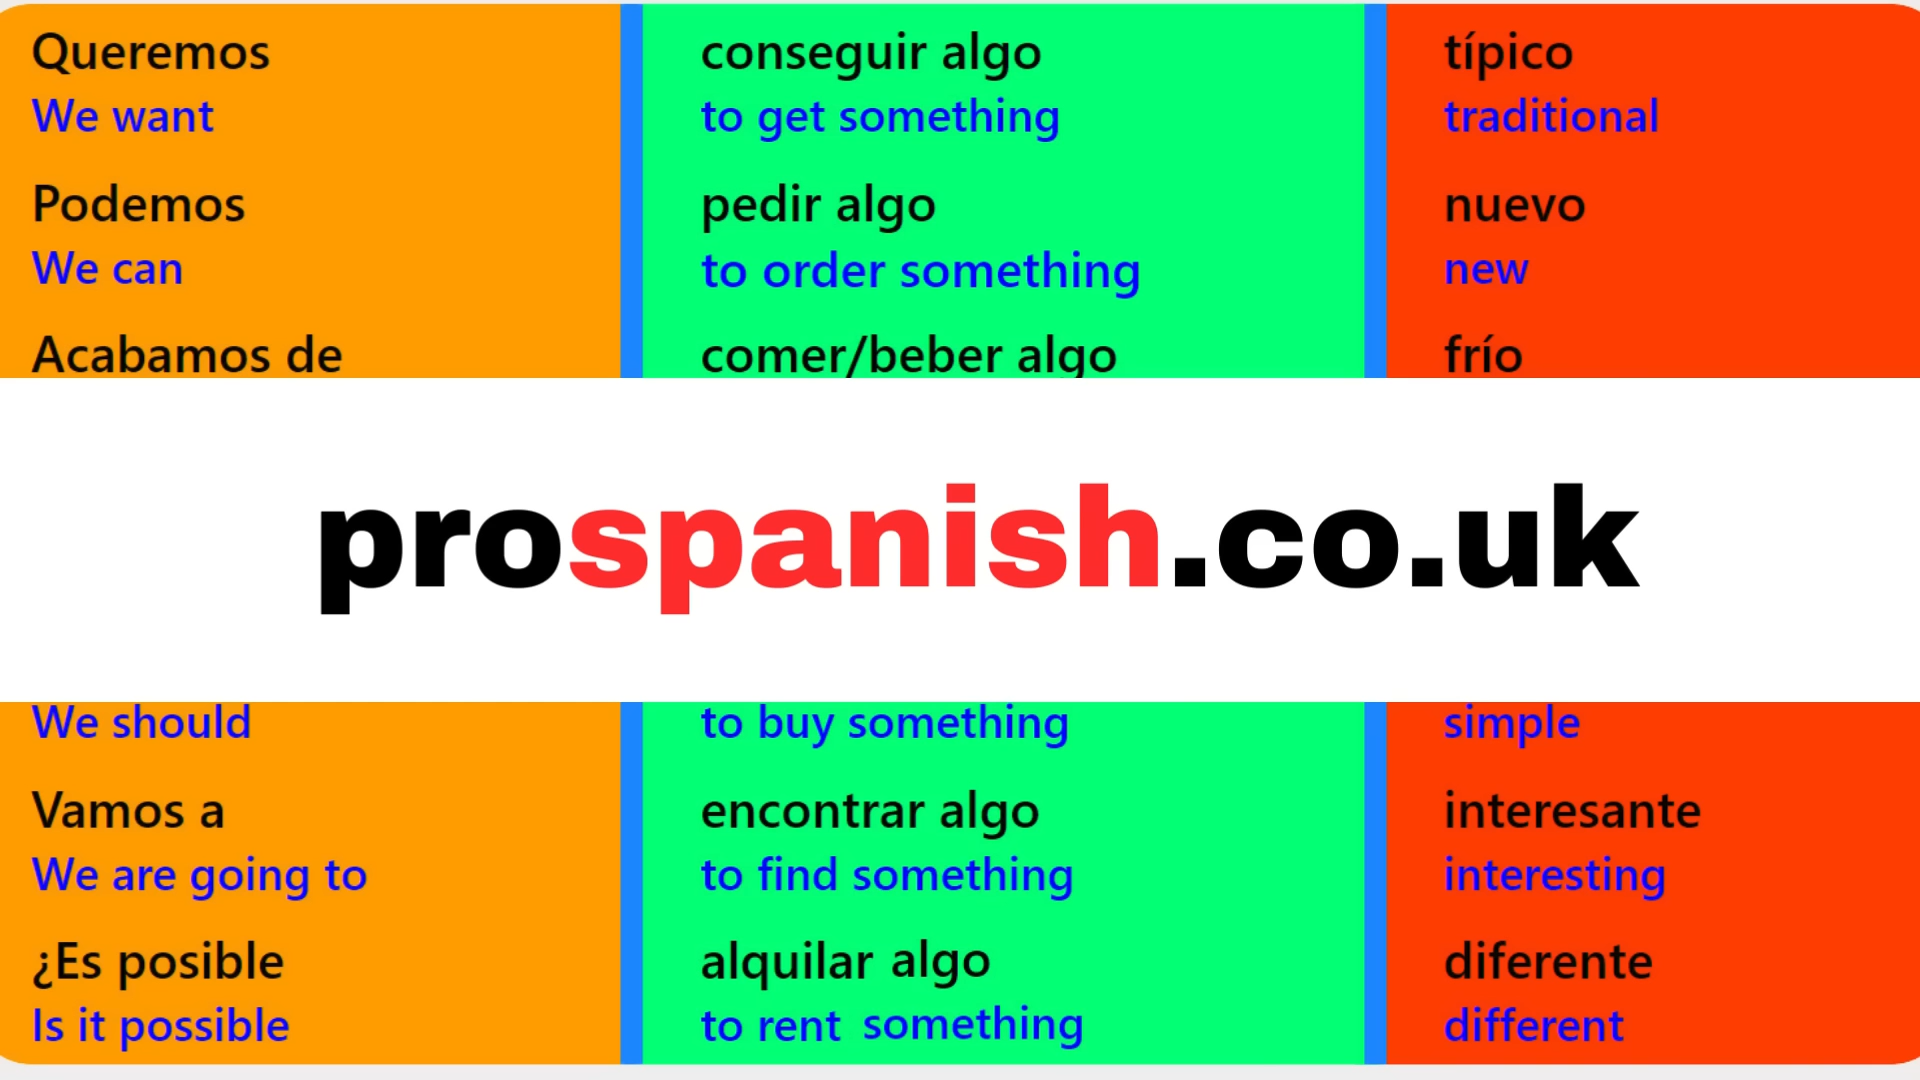 Queremos
We want
Podemos
We can
Acabamos de
conseguir algo
to get something
pedir algo
to order something
comer/beber algo
típico
traditional
nuevo
new
frío
prospanish.co.uk
We should
Vamos a
We are going to
¿Es posible
Is it possible
to buy something
encontrar algo
to find something
alquilar algo
to rent something
simple
interesante
interesting
diferente
different